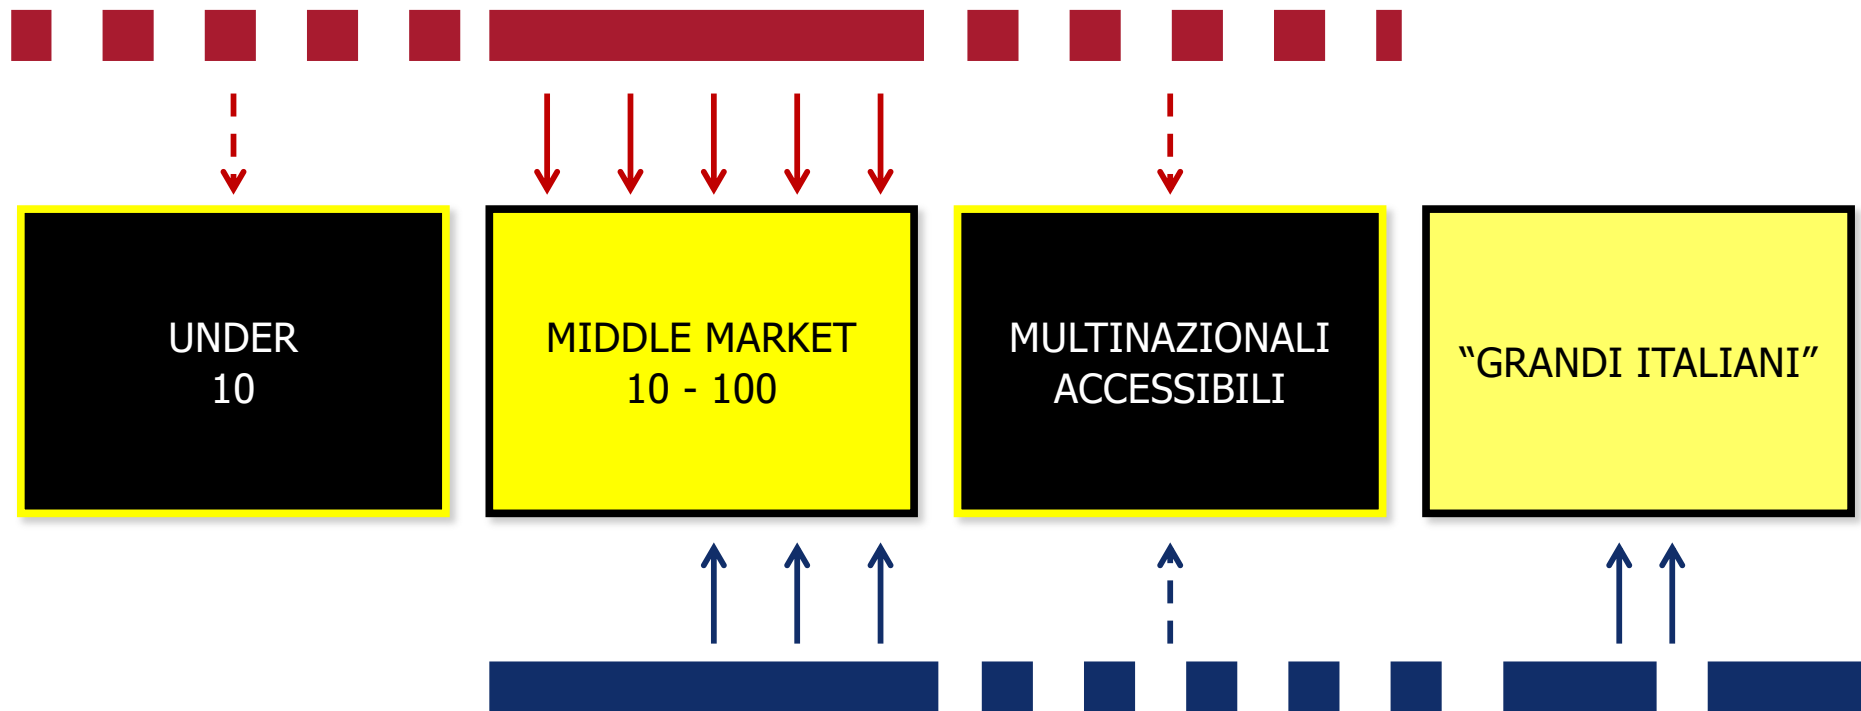 UNDER
10
MIDDLE MARKET
10 - 100
MULTINAZIONALI
ACCESSIBILI
“GRANDI ITALIANI”